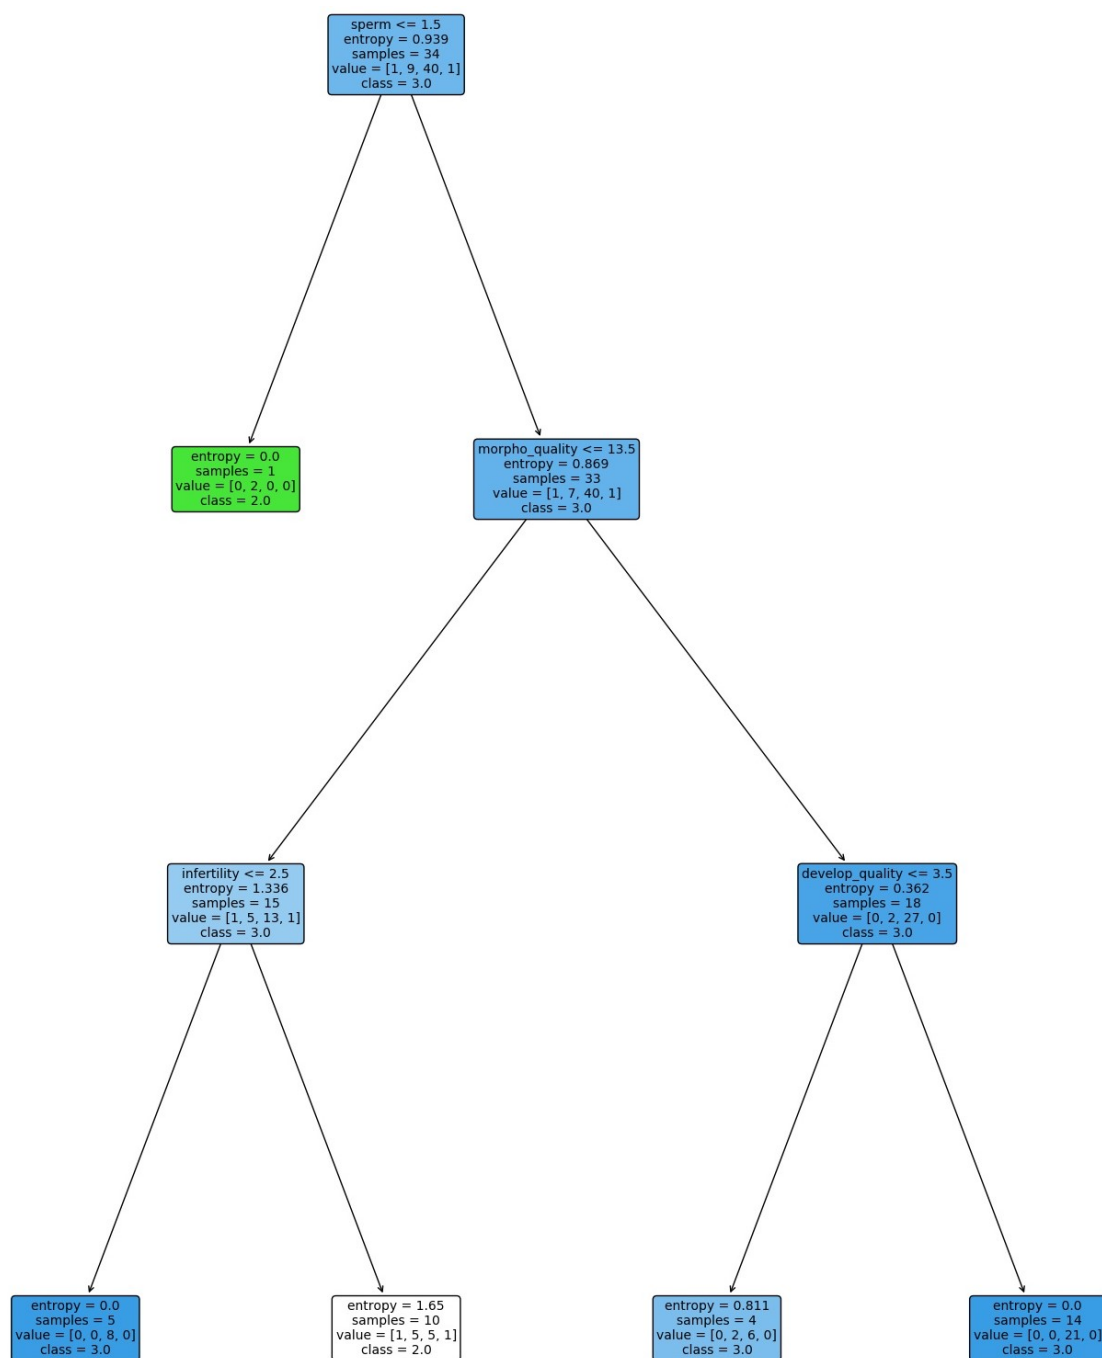 sperm <= 1.5
entropy = 0.939
samples = 34
value = [1, 9, 40, 1]
class = 3.0
entropy = 0.0
samples = 1
value = [0, 2, 0, 0]
class = 2.0
morpho_quality <= 13.5
entropy = 0.869
samples = 33
value = [1, 7, 40, 1]
class = 3.0
infertility <= 2.5
entropy = 1.336
samples = 15
value = [1, 5, 13, 1]
class = 3.0
develop_quality <= 3.5
entropy = 0.362
samples = 18
value = [0, 2, 27, 0]
class = 3.0
entropy = 0.0
samples = 5
value = [0, 0, 8, 0]
class = 3.0
entropy = 1.65
samples = 10
value = [1, 5, 5, 1]
class = 2.0
entropy = 0.811
samples = 4
value = [0, 2, 6, 0]
class = 3.0
entropy = 0.0
samples = 14
value = [0, 0, 21, 0]
class = 3.0